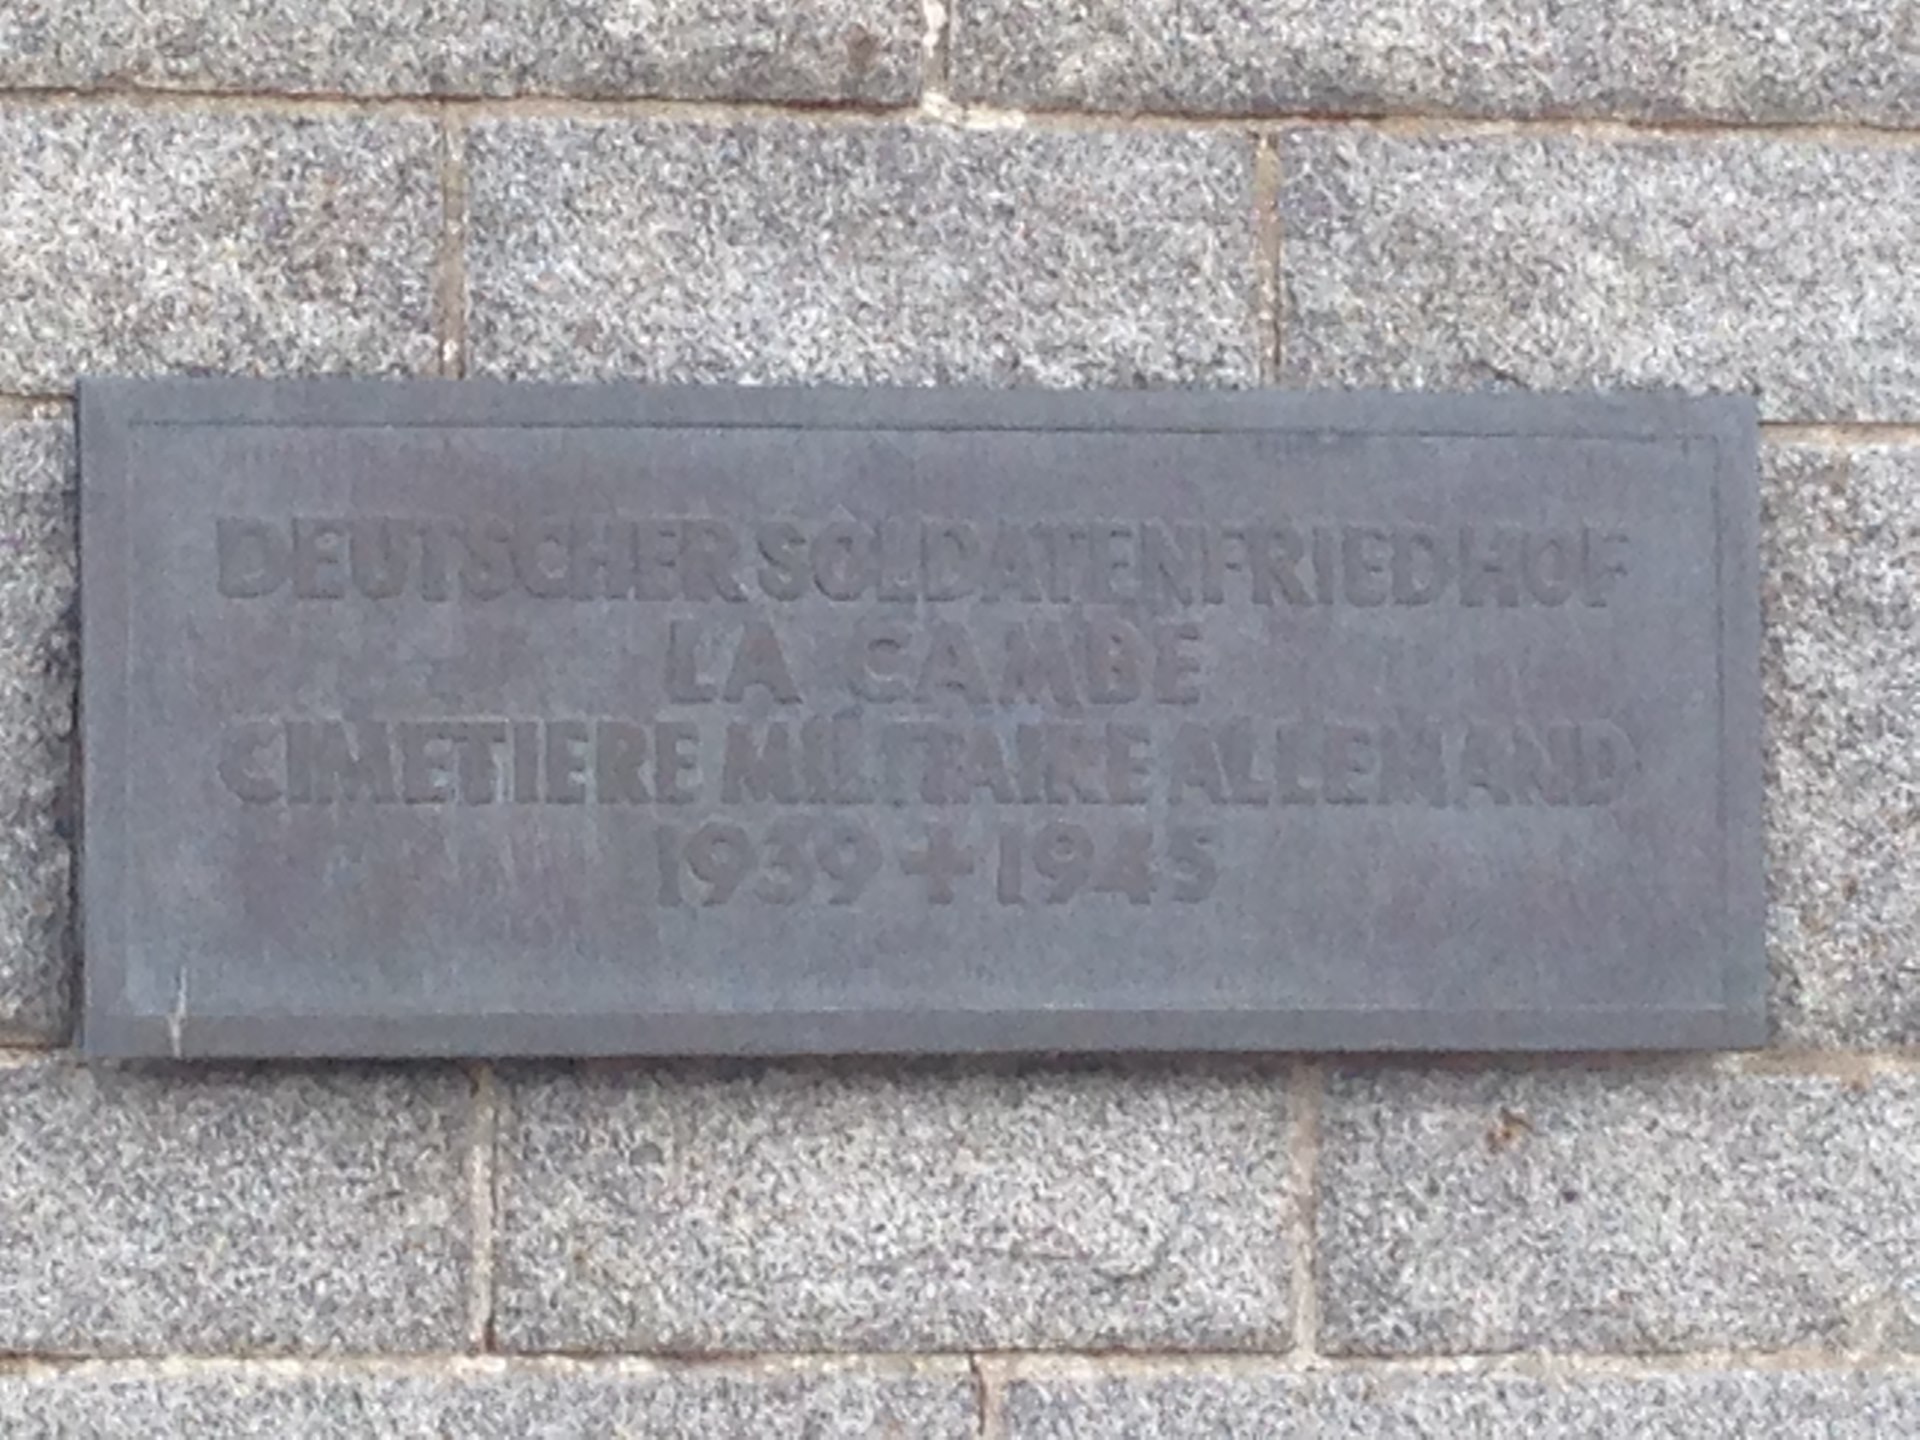 DEUTSCHER SOLDATENFRIEDHOF
LA CAMBE
CIMETIERE MILITAIRE ALLEMAND
1939 + 1945